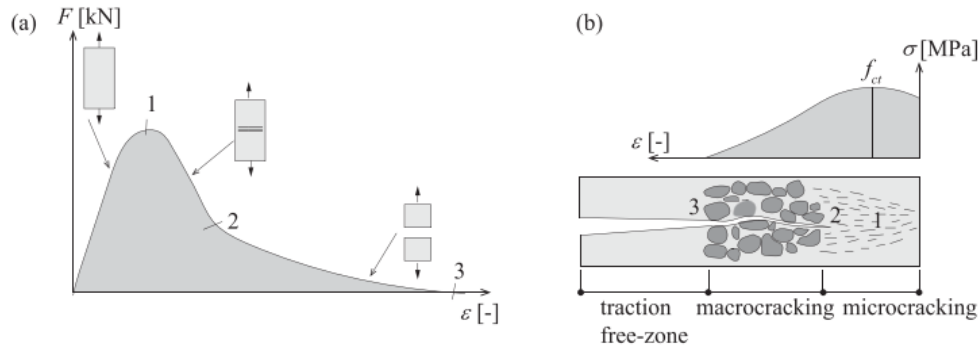 (a)
F [kN]
1
2
3
ε [-]
(b)
σ [MPa]
f_ct
ε [-]
3
2
1
traction macrocracking microcracking
free-zone